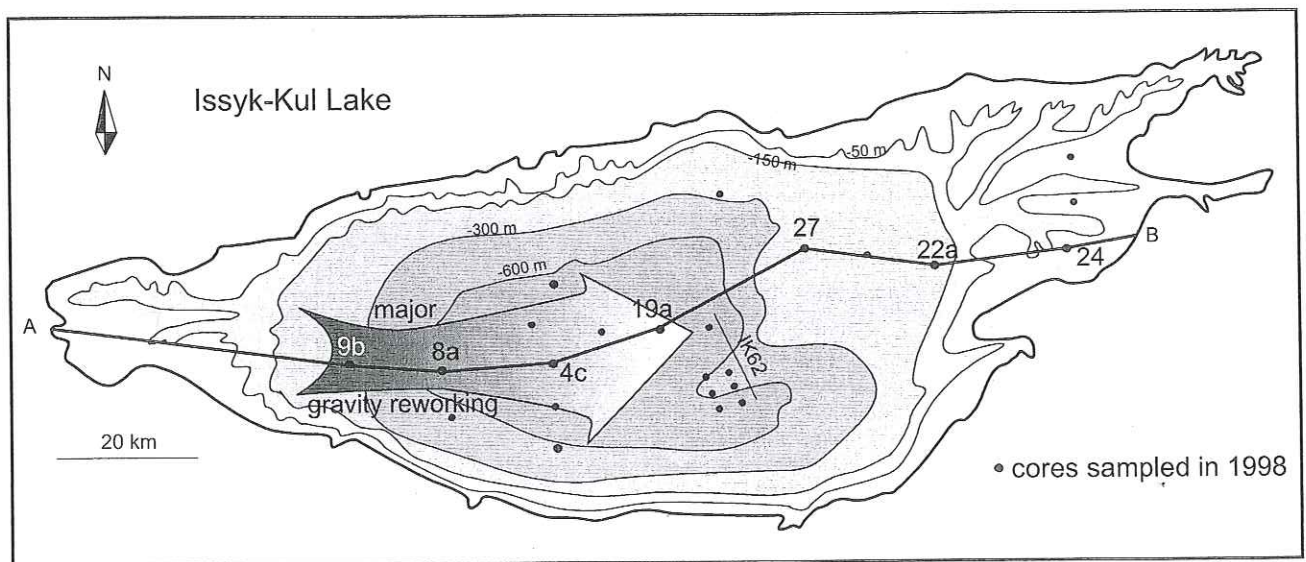 N
Issyk-Kul Lake
-50 m
-150 m
-300 m
-600 m
27
22a
B
24
19a
A
major
9b
8a
4c
IK62
gravity reworking
20 km
cores sampled in 1998